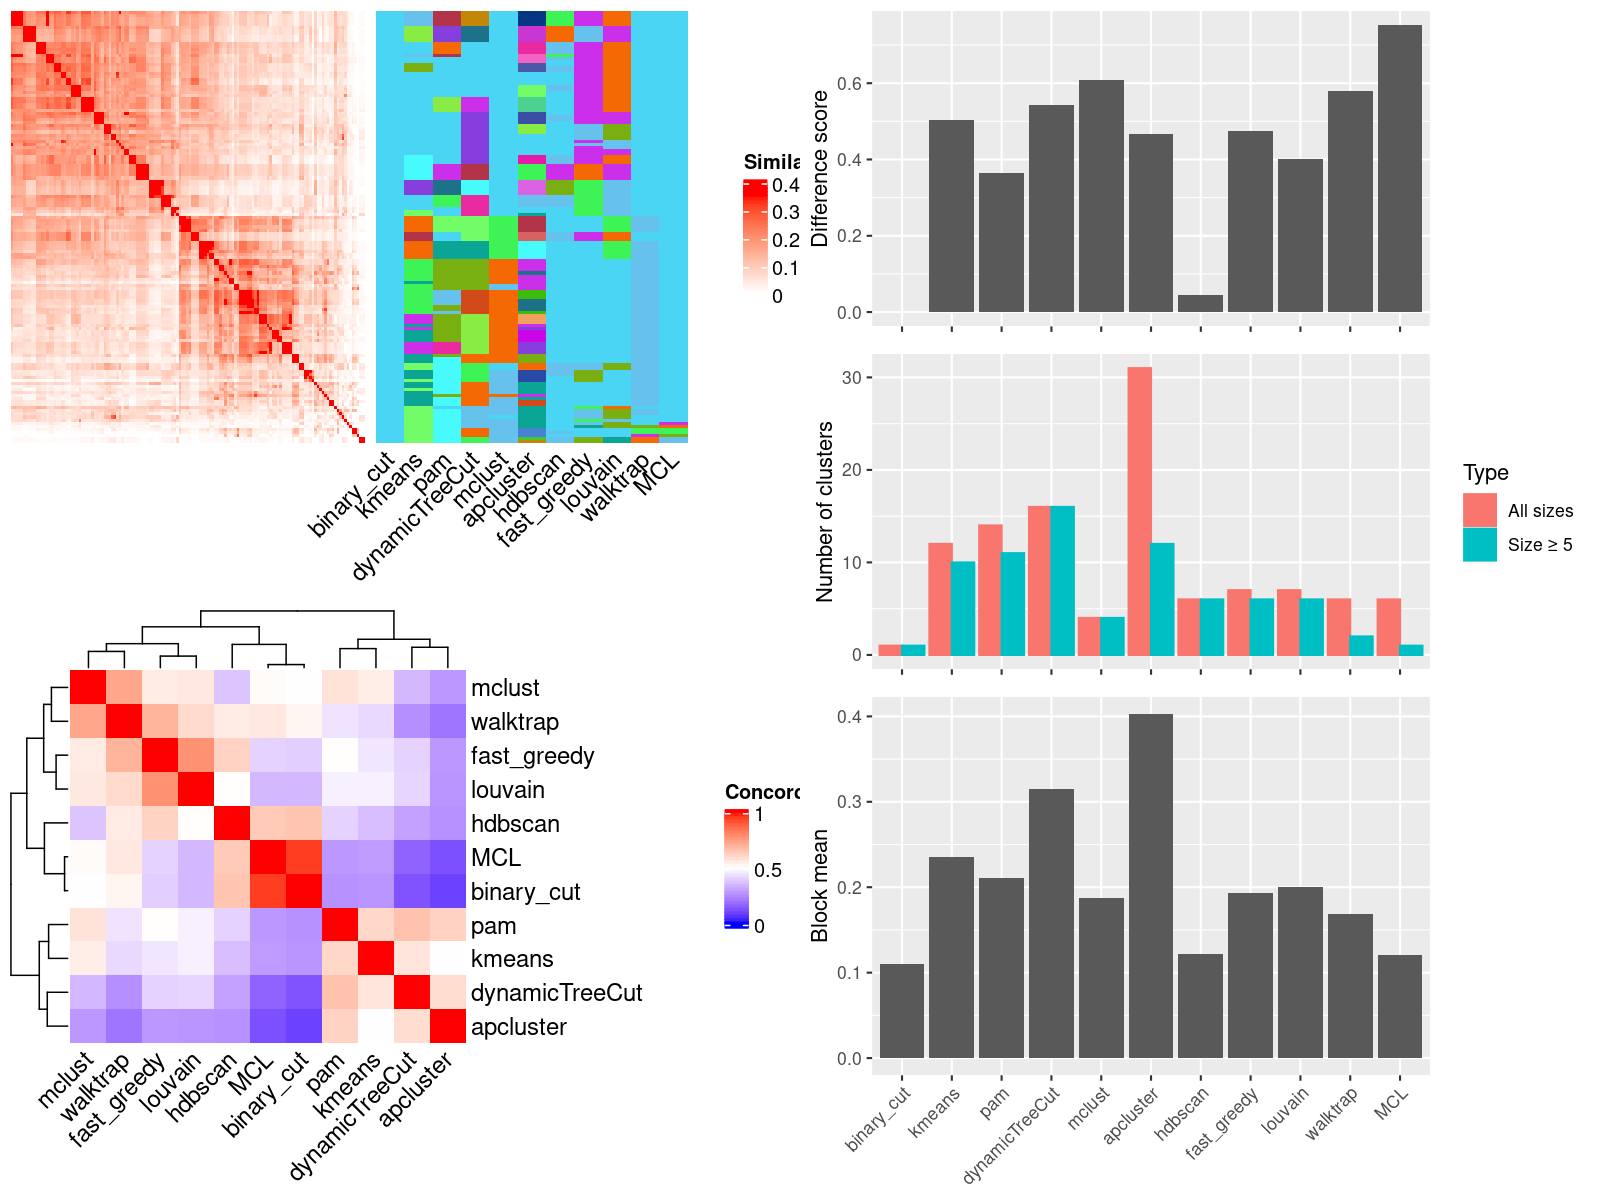 Simila
0.4
0.3
0.2
0.1
0
binary_cut
kmeans
pam
dynamicTreeCut
mclust
apcluster
hdbscan
fast_greedy
louvain
walktrap
MCL
mclust
walktrap
fast_greedy
louvain
hdbscan
MCL
binary_cut
pam
kmeans
dynamicTreeCut
apcluster
mclust
walktrap
fast_greedy
louvain
hdbscan
MCL
binary_cut
pam
kmeans
dynamicTreeCut
apcluster
Concord
1
0.5
0
Difference score
0.6
0.4
0.2
0.0
Number of clusters
30
20
10
0
Type
All sizes
Size ≥ 5
Block mean
0.4
0.3
0.2
0.1
0.0
binary_cut
kmeans
pam
dynamicTreeCut
mclust
apcluster
hdbscan
fast_greedy
louvain
walktrap
MCL